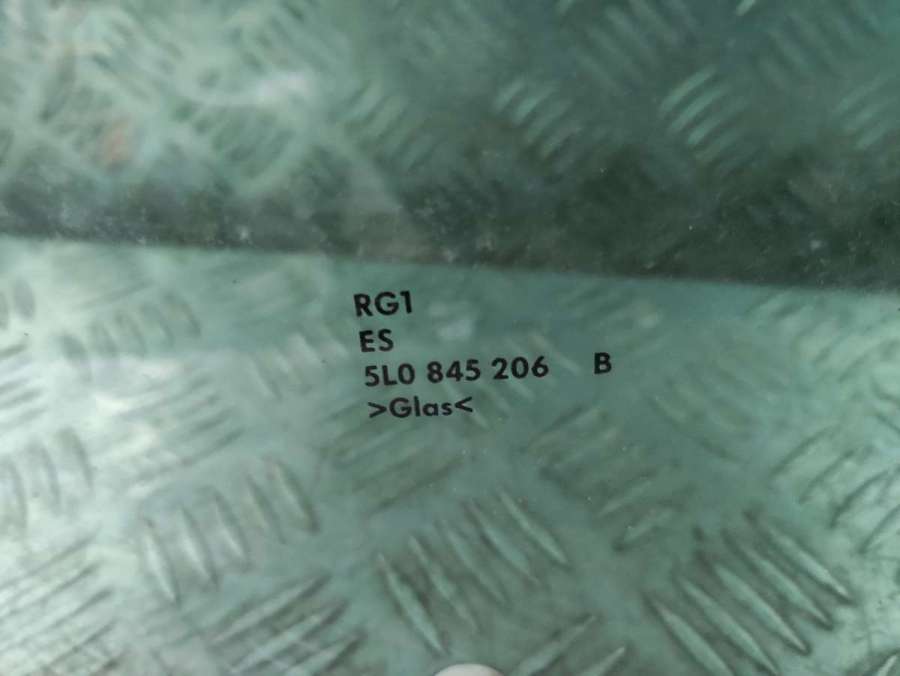 RG1
ES
5L0 845 206 B
>Glas<